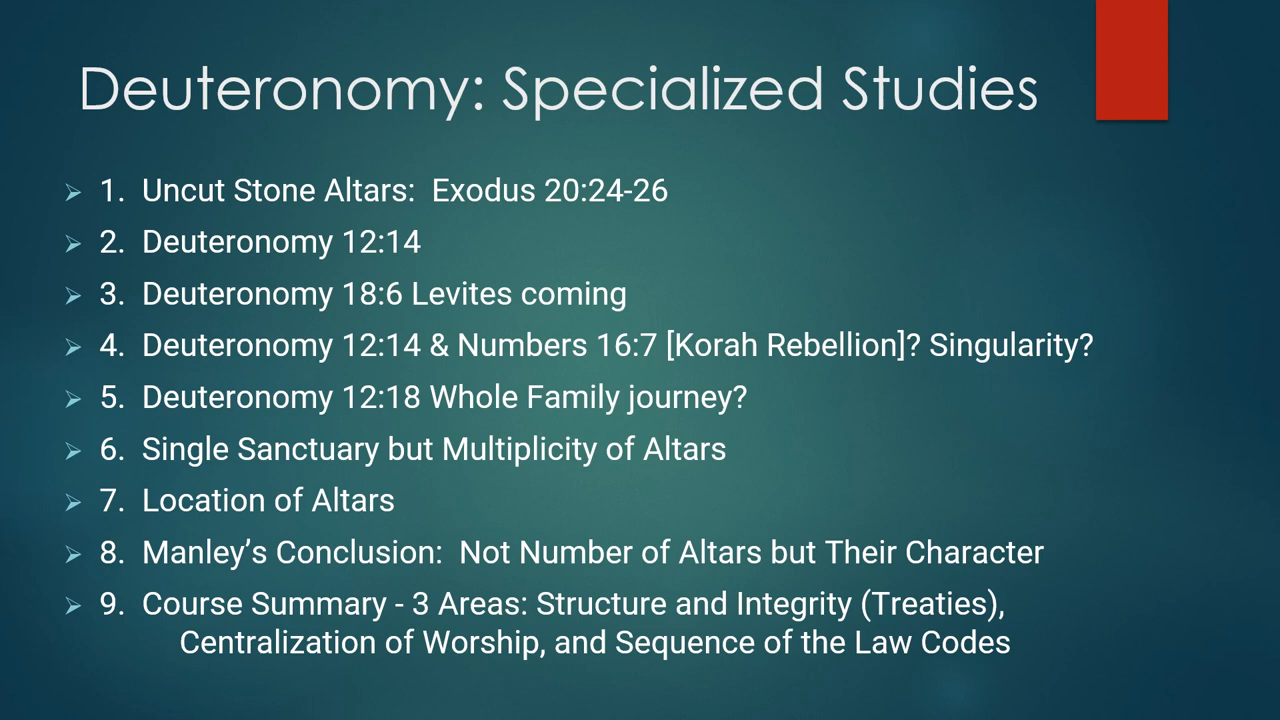 Deuteronomy: Specialized Studies
1. Uncut Stone Altars: Exodus 20:24-26
2. Deuteronomy 12:14
3. Deuteronomy 18:6 Levites coming
4. Deuteronomy 12:14 & Numbers 16:7 [Korah Rebellion]? Singularity?
5. Deuteronomy 12:18 Whole Family journey?
6. Single Sanctuary but Multiplicity of Altars
7. Location of Altars
8. Manley’s Conclusion: Not Number of Altars but Their Character
9. Course Summary - 3 Areas: Structure and Integrity (Treaties),
Centralization of Worship, and Sequence of the Law Codes